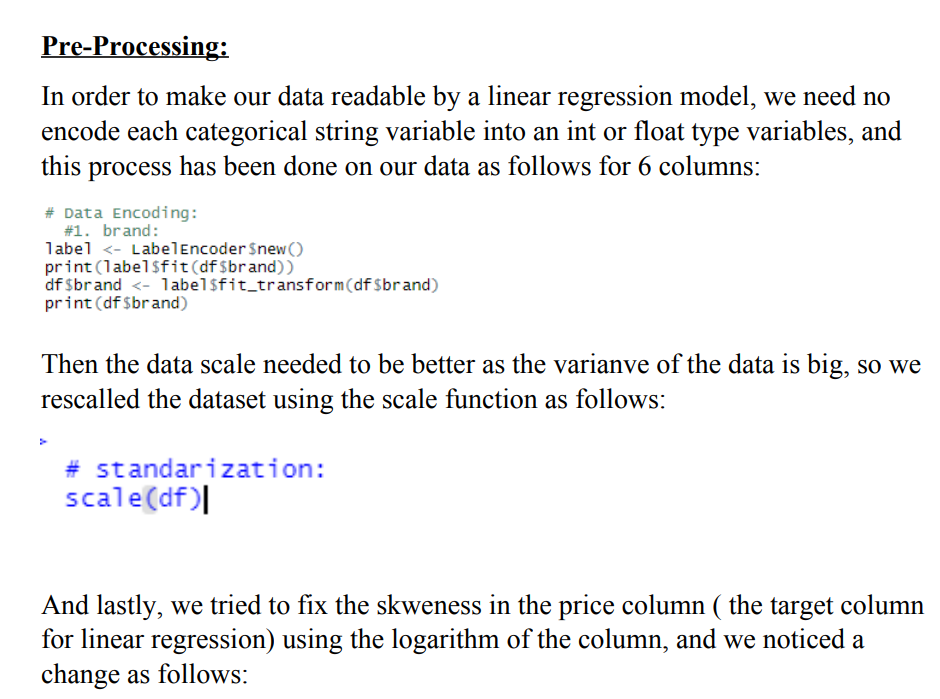 Pre-Processing:
In order to make our data readable by a linear regression model, we need no
encode each categorical string variable into an int or float type variables, and
this process has been done on our data as follows for 6 columns:
# Data Encoding:
#1. brand:
label <- LabelEncoder$new()
print(label$fit(df$brand))
df$brand <- label$fit_transform(df$brand)
print(df$brand)
Then the data scale needed to be better as the varianve of the data is big, so we
rescalled the dataset using the scale function as follows:
>
# standarization:
scale(df)
And lastly, we tried to fix the skweness in the price column ( the target column
for linear regression) using the logarithm of the column, and we noticed a
change as follows: